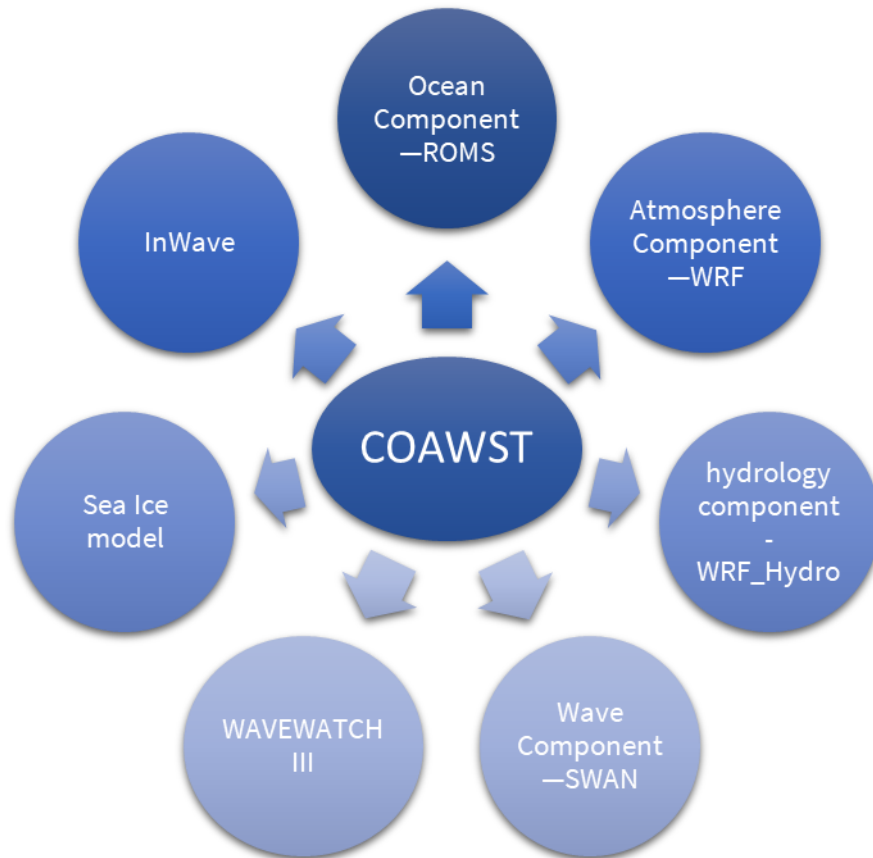 Ocean
Component
—ROMS
InWave
Atmosphere
Component
—WRF
COAWST
Sea Ice
model
hydrology
component
-
WRF_Hydro
WAVEWATCH
III
Wave
Component
—SWAN